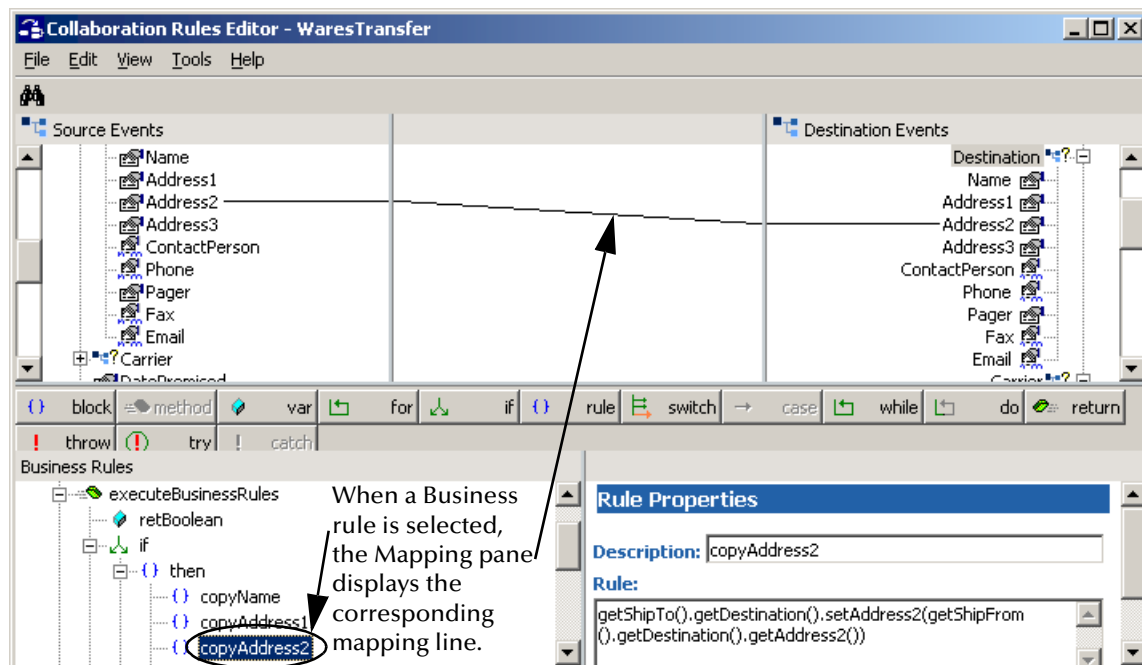 Collaboration Rules Editor - WaresTransfer
File Edit View Tools Help
Source Events
Destination Events
Name
Address1
Address2
Address3
ContactPerson
Phone
Pager
Fax
Email
Carrier
DatePromised
Destination
Name
Address1
Address2
Address3
ContactPerson
Phone
Pager
Fax
Email
Carrier
block method var for if rule switch case while do return
throw try catch
Business Rules
executeBusinessRules
retBoolean
if
then
copyName
copyAddress1
copyAddress2
When a Business
rule is selected,
the Mapping pane
displays the
corresponding
mapping line.
Rule Properties
Description: copyAddress2
Rule:
getShipTo().getDestination().setAddress2(getShipFrom
().getDestination().getAddress2())